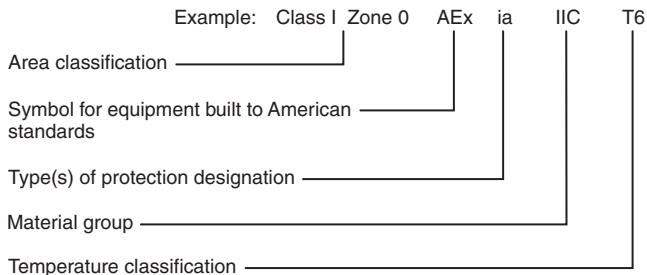 Example: Class I Zone 0 AEx ia IIC T6
Area classification
Symbol for equipment built to American
standards
Type(s) of protection designation
Material group
Temperature classification